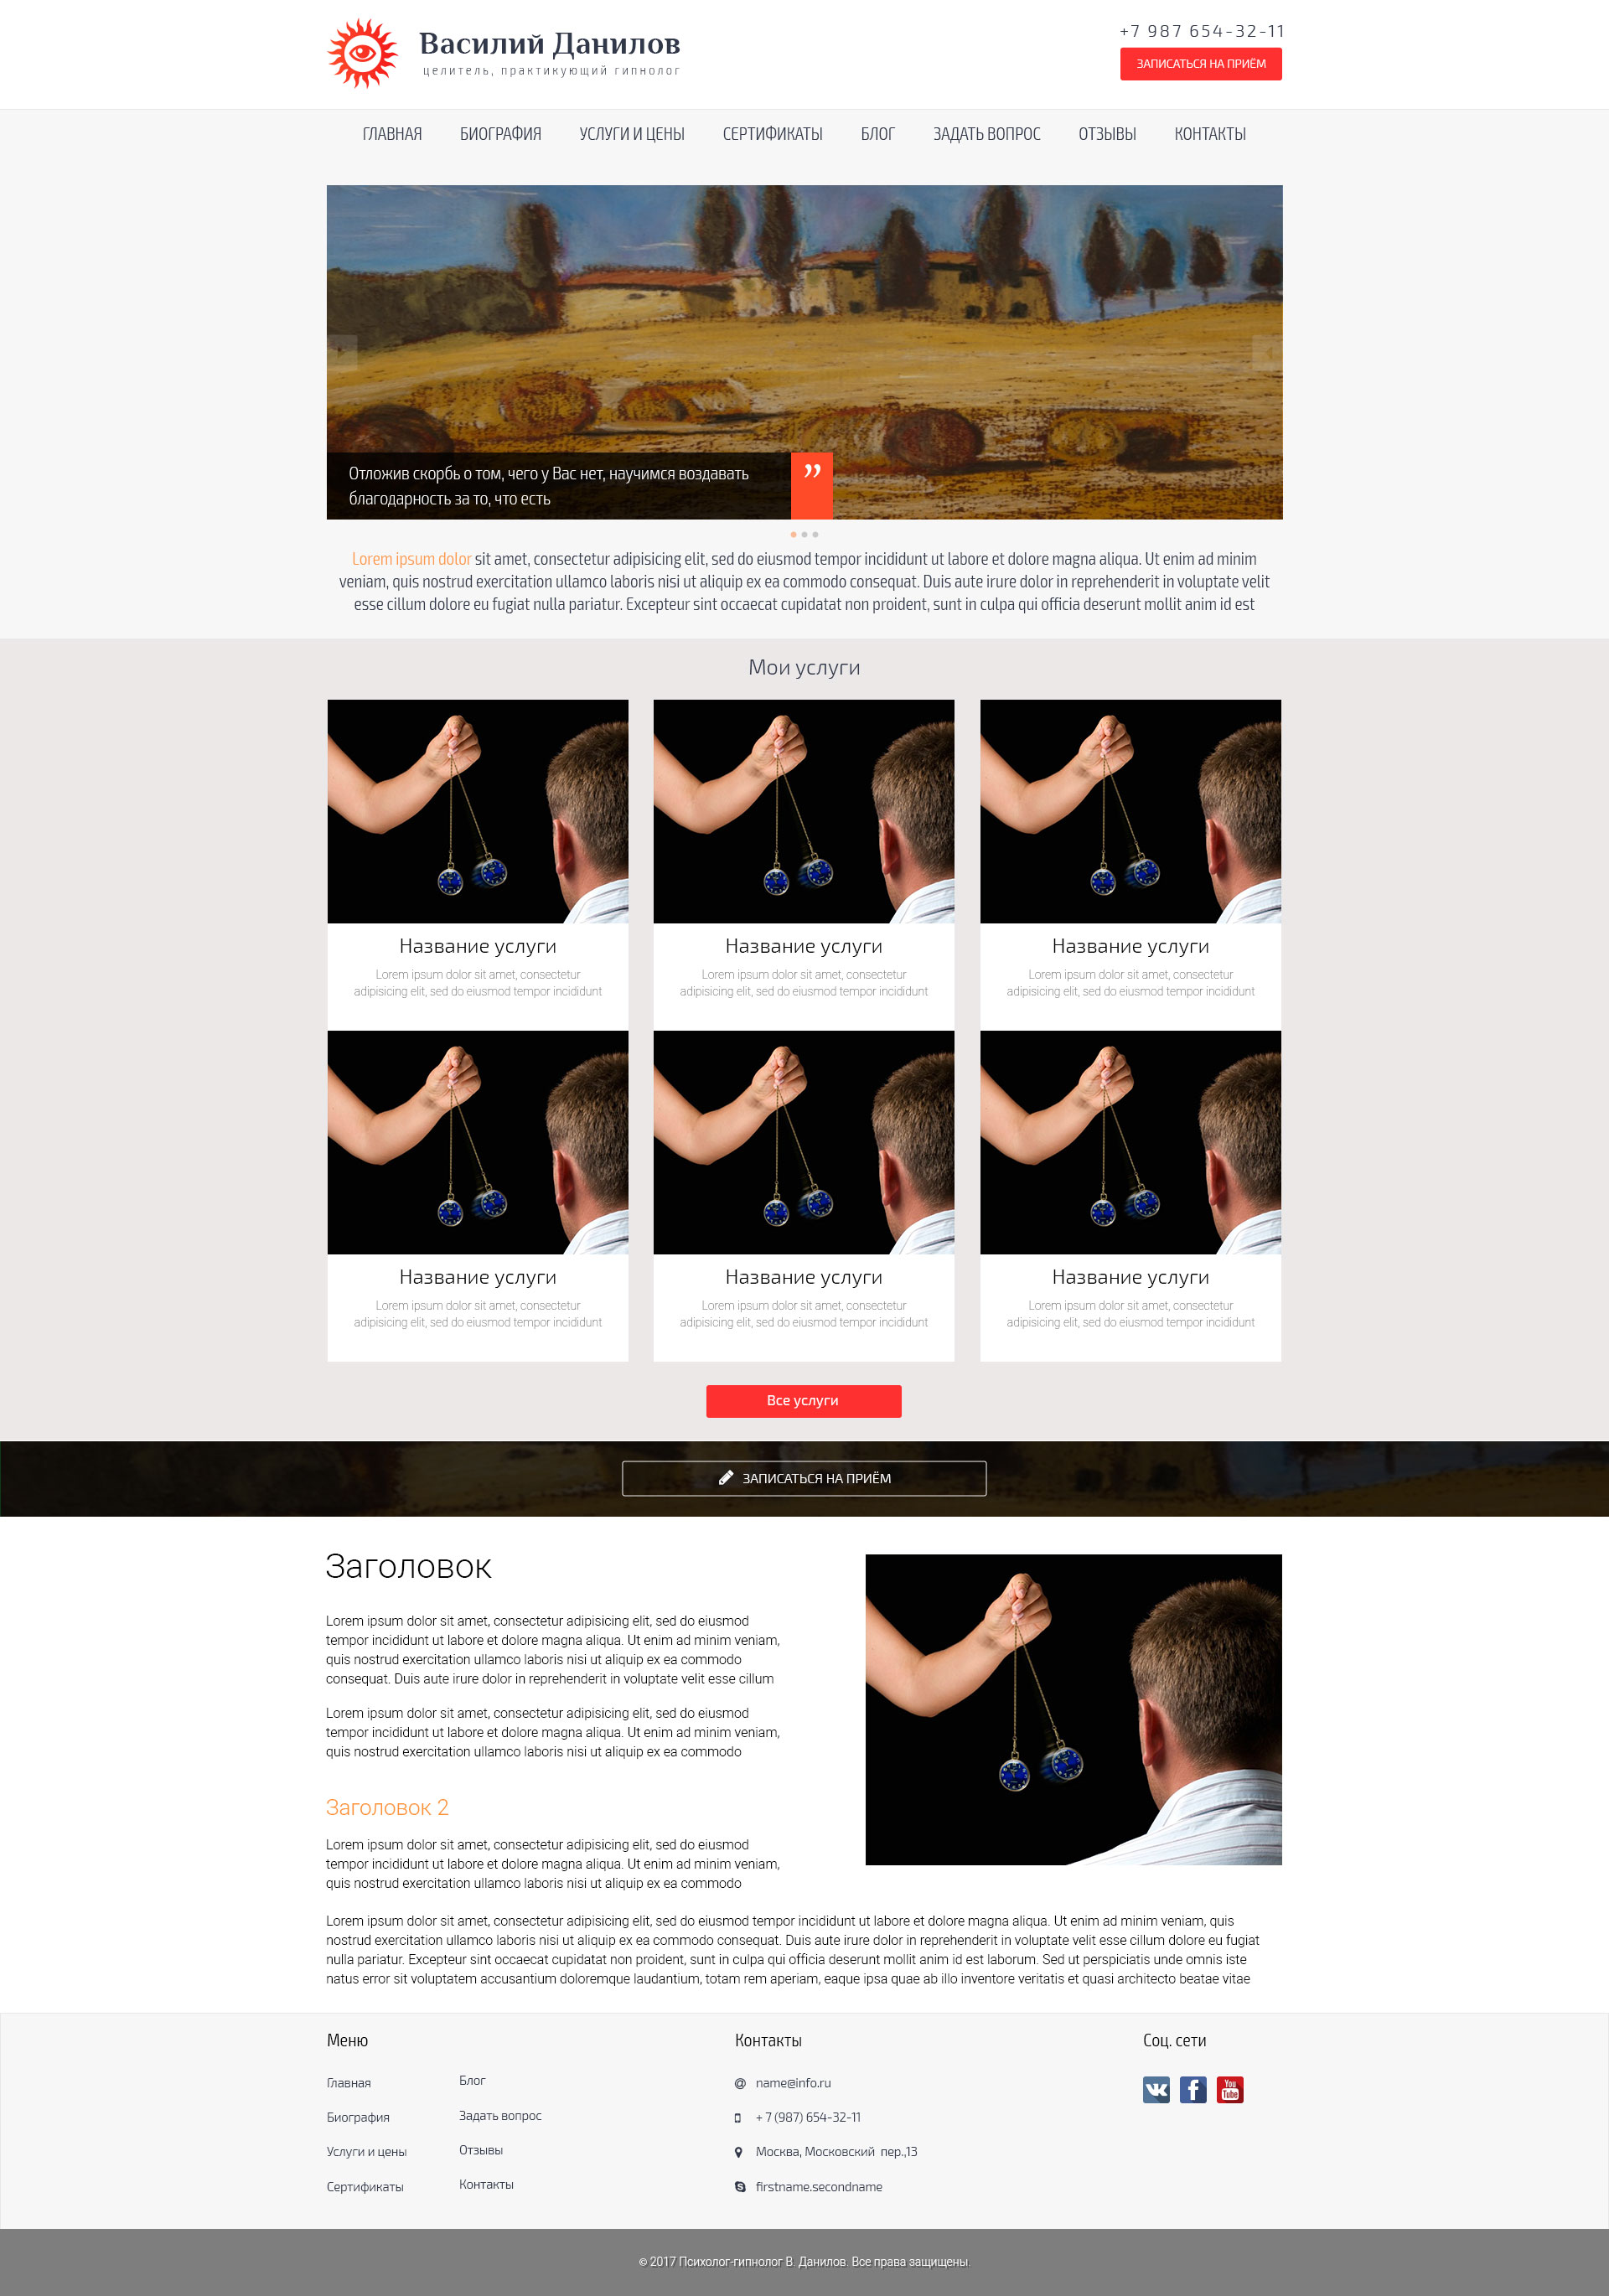 Василий Данилов
целитель, практикующий гипнолог
+7 987 654-32-11
ЗАПИСАТЬСЯ НА ПРИЁМ
ГЛАВНАЯ БИОГРАФИЯ УСЛУГИ И ЦЕНЫ СЕРТИФИКАТЫ БЛОГ ЗАДАТЬ ВОПРОС ОТЗЫВЫ КОНТАКТЫ
Отложив скорбь о том, чего у Вас нет, научимся воздавать
благодарность за то, что есть
”
Lorem ipsum dolor sit amet, consectetur adipisicing elit, sed do eiusmod tempor incididunt ut labore et dolore magna aliqua. Ut enim ad minim
veniam, quis nostrud exercitation ullamco laboris nisi ut aliquip ex ea commodo consequat. Duis aute irure dolor in reprehenderit in voluptate velit
esse cillum dolore eu fugiat nulla pariatur. Excepteur sint occaecat cupidatat non proident, sunt in culpa qui officia deserunt mollit anim id est
Мои услуги
Название услуги
Lorem ipsum dolor sit amet, consectetur
adipisicing elit, sed do eiusmod tempor incididunt
Название услуги
Lorem ipsum dolor sit amet, consectetur
adipisicing elit, sed do eiusmod tempor incididunt
Название услуги
Lorem ipsum dolor sit amet, consectetur
adipisicing elit, sed do eiusmod tempor incididunt
Название услуги
Lorem ipsum dolor sit amet, consectetur
adipisicing elit, sed do eiusmod tempor incididunt
Название услуги
Lorem ipsum dolor sit amet, consectetur
adipisicing elit, sed do eiusmod tempor incididunt
Название услуги
Lorem ipsum dolor sit amet, consectetur
adipisicing elit, sed do eiusmod tempor incididunt
Все услуги
ЗАПИСАТЬСЯ НА ПРИЁМ
Заголовок
Lorem ipsum dolor sit amet, consectetur adipisicing elit, sed do eiusmod
tempor incididunt ut labore et dolore magna aliqua. Ut enim ad minim veniam,
quis nostrud exercitation ullamco laboris nisi ut aliquip ex ea commodo
consequat. Duis aute irure dolor in reprehenderit in voluptate velit esse cillum
Lorem ipsum dolor sit amet, consectetur adipisicing elit, sed do eiusmod
tempor incididunt ut labore et dolore magna aliqua. Ut enim ad minim veniam,
quis nostrud exercitation ullamco laboris nisi ut aliquip ex ea commodo
Заголовок 2
Lorem ipsum dolor sit amet, consectetur adipisicing elit, sed do eiusmod
tempor incididunt ut labore et dolore magna aliqua. Ut enim ad minim veniam,
quis nostrud exercitation ullamco laboris nisi ut aliquip ex ea commodo
Lorem ipsum dolor sit amet, consectetur adipisicing elit, sed do eiusmod tempor incididunt ut labore et dolore magna aliqua. Ut enim ad minim veniam, quis
nostrud exercitation ullamco laboris nisi ut aliquip ex ea commodo consequat. Duis aute irure dolor in reprehenderit in voluptate velit esse cillum dolore eu fugiat
nulla pariatur. Excepteur sint occaecat cupidatat non proident, sunt in culpa qui officia deserunt mollit anim id est laborum. Sed ut perspiciatis unde omnis iste
natus error sit voluptatem accusantium doloremque laudantium, totam rem aperiam, eaque ipsa quae ab illo inventore veritatis et quasi architecto beatae vitae
Меню
Главная
Биография
Услуги и цены
Сертификаты
Блог
Задать вопрос
Отзывы
Контакты
Контакты
name@info.ru
+ 7 (987) 654-32-11
Москва, Московский пер.,13
firstname.secondname
Соц. сети
You Tube
© 2017 Психолог-гипнолог В. Данилов. Все права защищены.